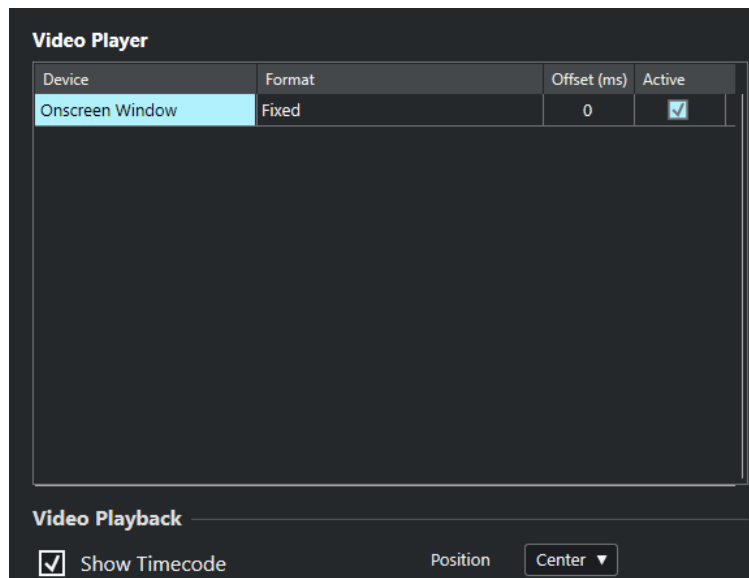 Video Player
Device Format Offset (ms) Active
Onscreen Window Fixed 0
Video Playback
Show Timecode Position Center ▼